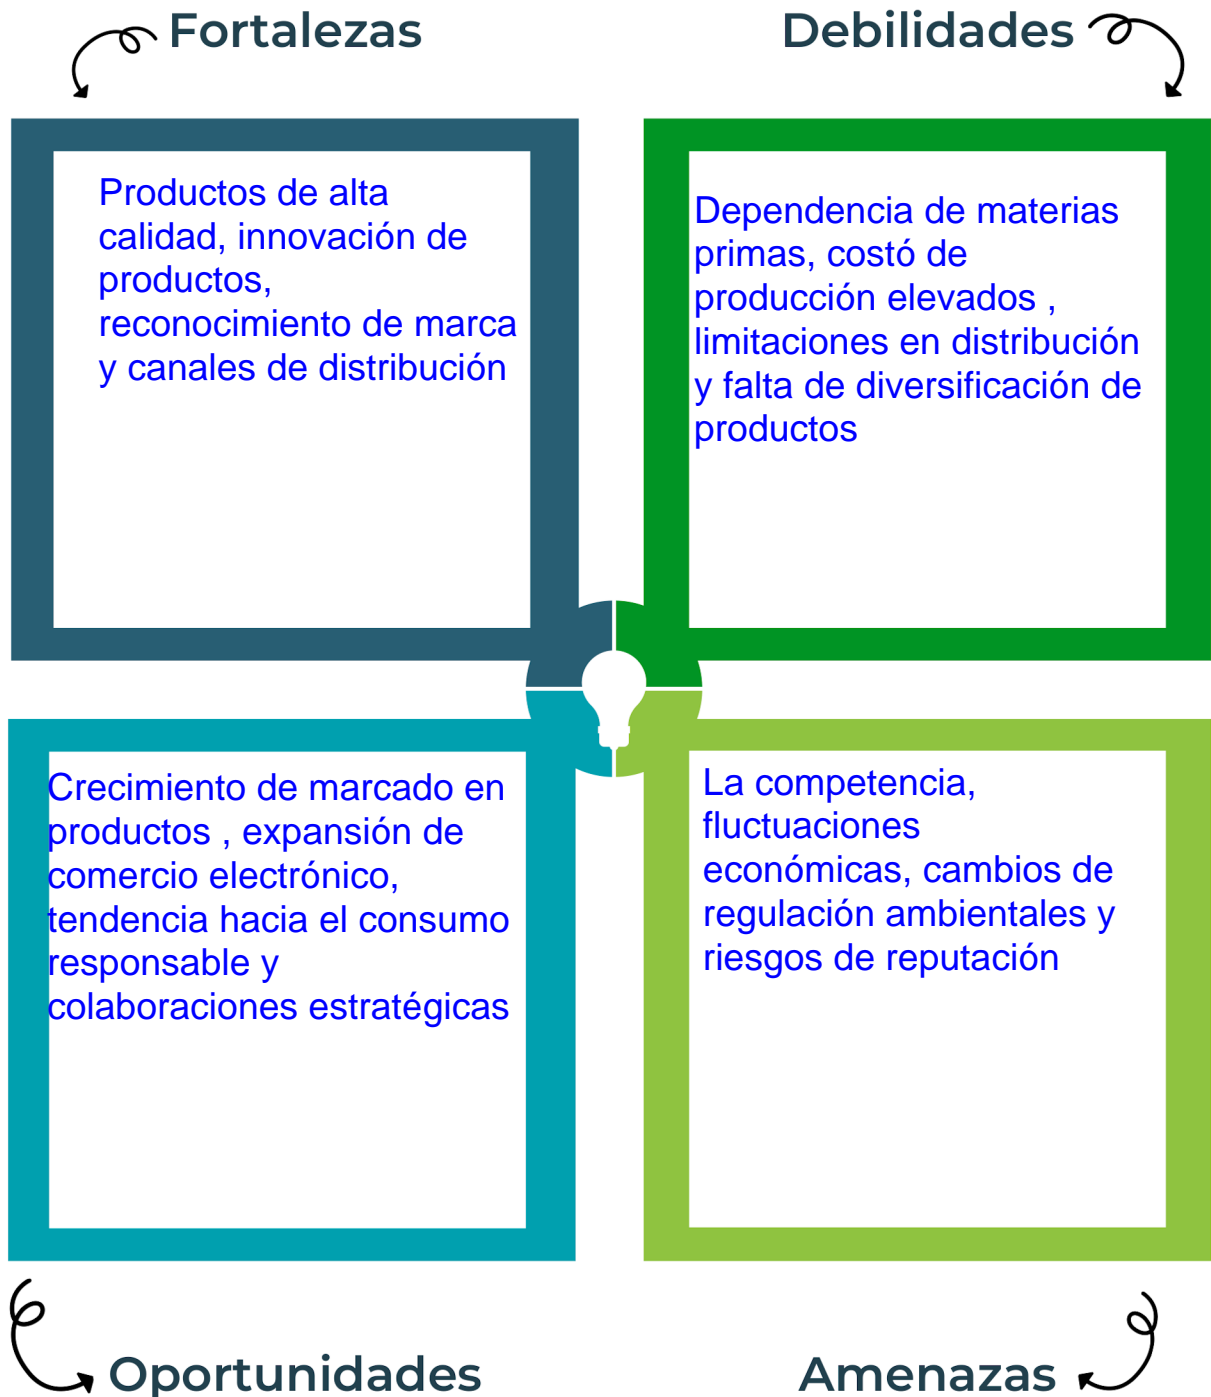 Fortalezas
Productos de alta
calidad, innovación de
productos,
reconocimiento de marca
y canales de distribución
Debilidades
Dependencia de materias
primas, costó de
producción elevados ,
limitaciones en distribución
y falta de diversificación de
productos
Crecimiento de marcado en
productos , expansión de
comercio electrónico,
tendencia hacia el consumo
responsable y
colaboraciones estratégicas
Oportunidades
La competencia,
fluctuaciones
económicas, cambios de
regulación ambientales y
riesgos de reputación
Amenazas